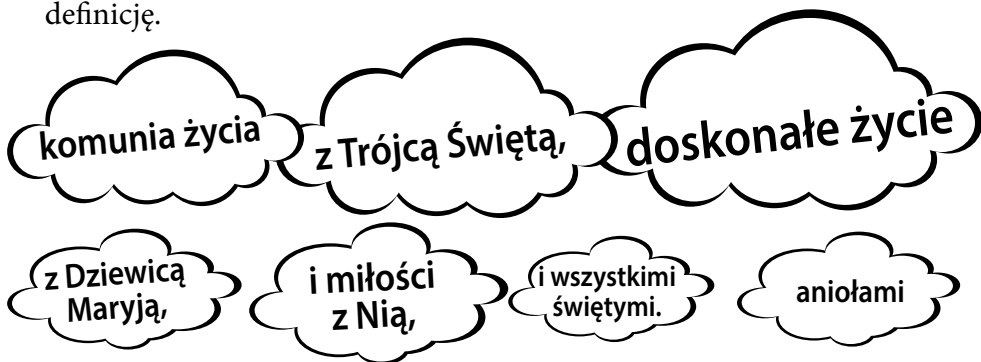 definicję.
komunia życia
z Trójcą Świętą,
doskonałe życie
z Dziewicą
Maryją,
i miłości
z Nią,
i wszystkimi
świętymi.
aniołami